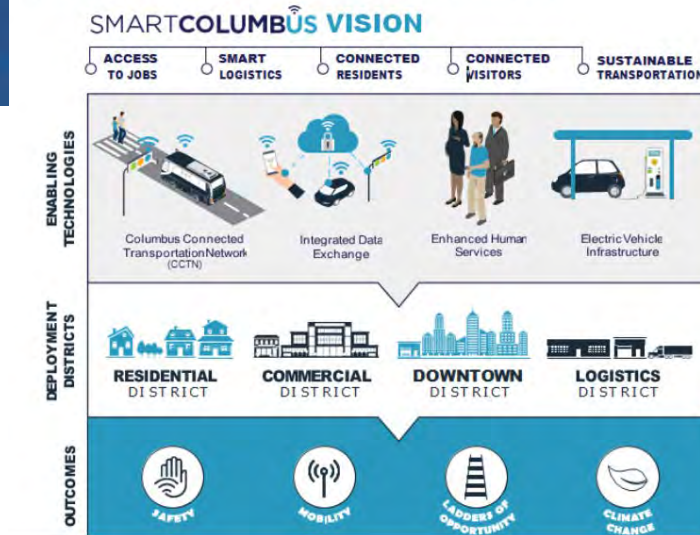 SMARTCOLUMBUS VISION
ACCESS
TO JOBS
SMART
LOGISTICS
CONNECTED
RESIDENTS
CONNECTED
VISITORS
SUSTAINABLE
TRANSPORTATION
ENABLING
TECHNOLOGIES
Columbus Connected
TransportationNetwork
(CCTN)
Integrated Data
Exchange
Enhanced Human
Services
Electric Vehicle
Infrastructure
DEPLOYMENT
DISTRICTS
RESIDENTIAL
DISTRICT
COMMERCIAL
DISTRICT
DOWNTOWN
DISTRICT
LOGISTICS
DISTRICT
OUTCOMES
SAFETY
MOBILITY
LADDERS OF
OPPORTUNITY
CLIMATE
CHANGE